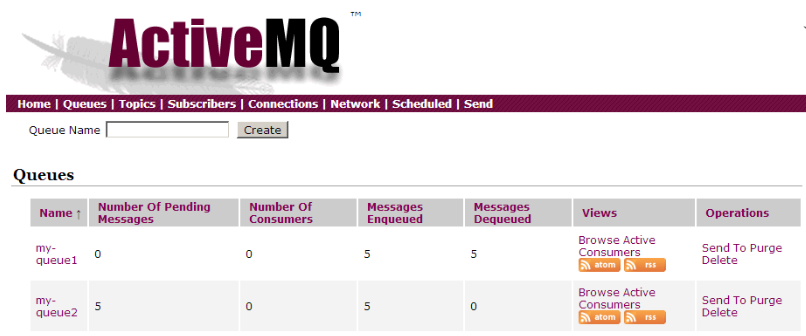 ActiveMQ ™
Home | Queues | Topics | Subscribers | Connections | Network | Scheduled | Send
Queue Name Create
Queues
Name ↑ Number Of Pending Messages Number Of Consumers Messages Enqueued Messages Dequeued Views Operations
my-queue1 0 0 5 5 Browse Active Consumers atom rss Send To Purge Delete
my-queue2 5 0 5 0 Browse Active Consumers atom rss Send To Purge Delete